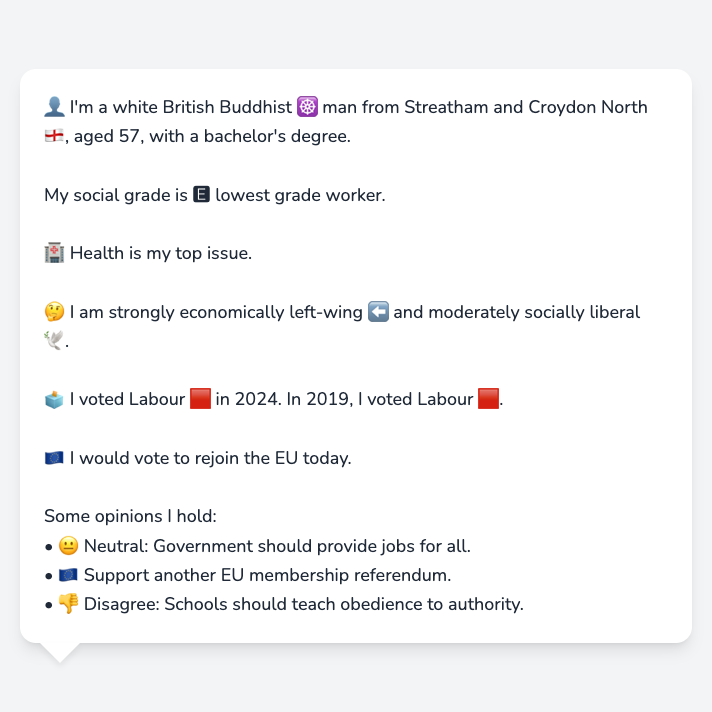 👤 I'm a white British Buddhist ☸️ man from Streatham and Croydon North
🏴󠁧󠁢󠁥󠁮󠁧󠁿, aged 57, with a bachelor's degree.
My social grade is 🅴 lowest grade worker.
🏥 Health is my top issue.
🤔 I am strongly economically left-wing ⬅️ and moderately socially liberal
🕊️.
🗳️ I voted Labour 🟥 in 2024. In 2019, I voted Labour 🟥.
🇪🇺 I would vote to rejoin the EU today.
Some opinions I hold:
• 😐 Neutral: Government should provide jobs for all.
• 🇪🇺 Support another EU membership referendum.
• 👎 Disagree: Schools should teach obedience to authority.